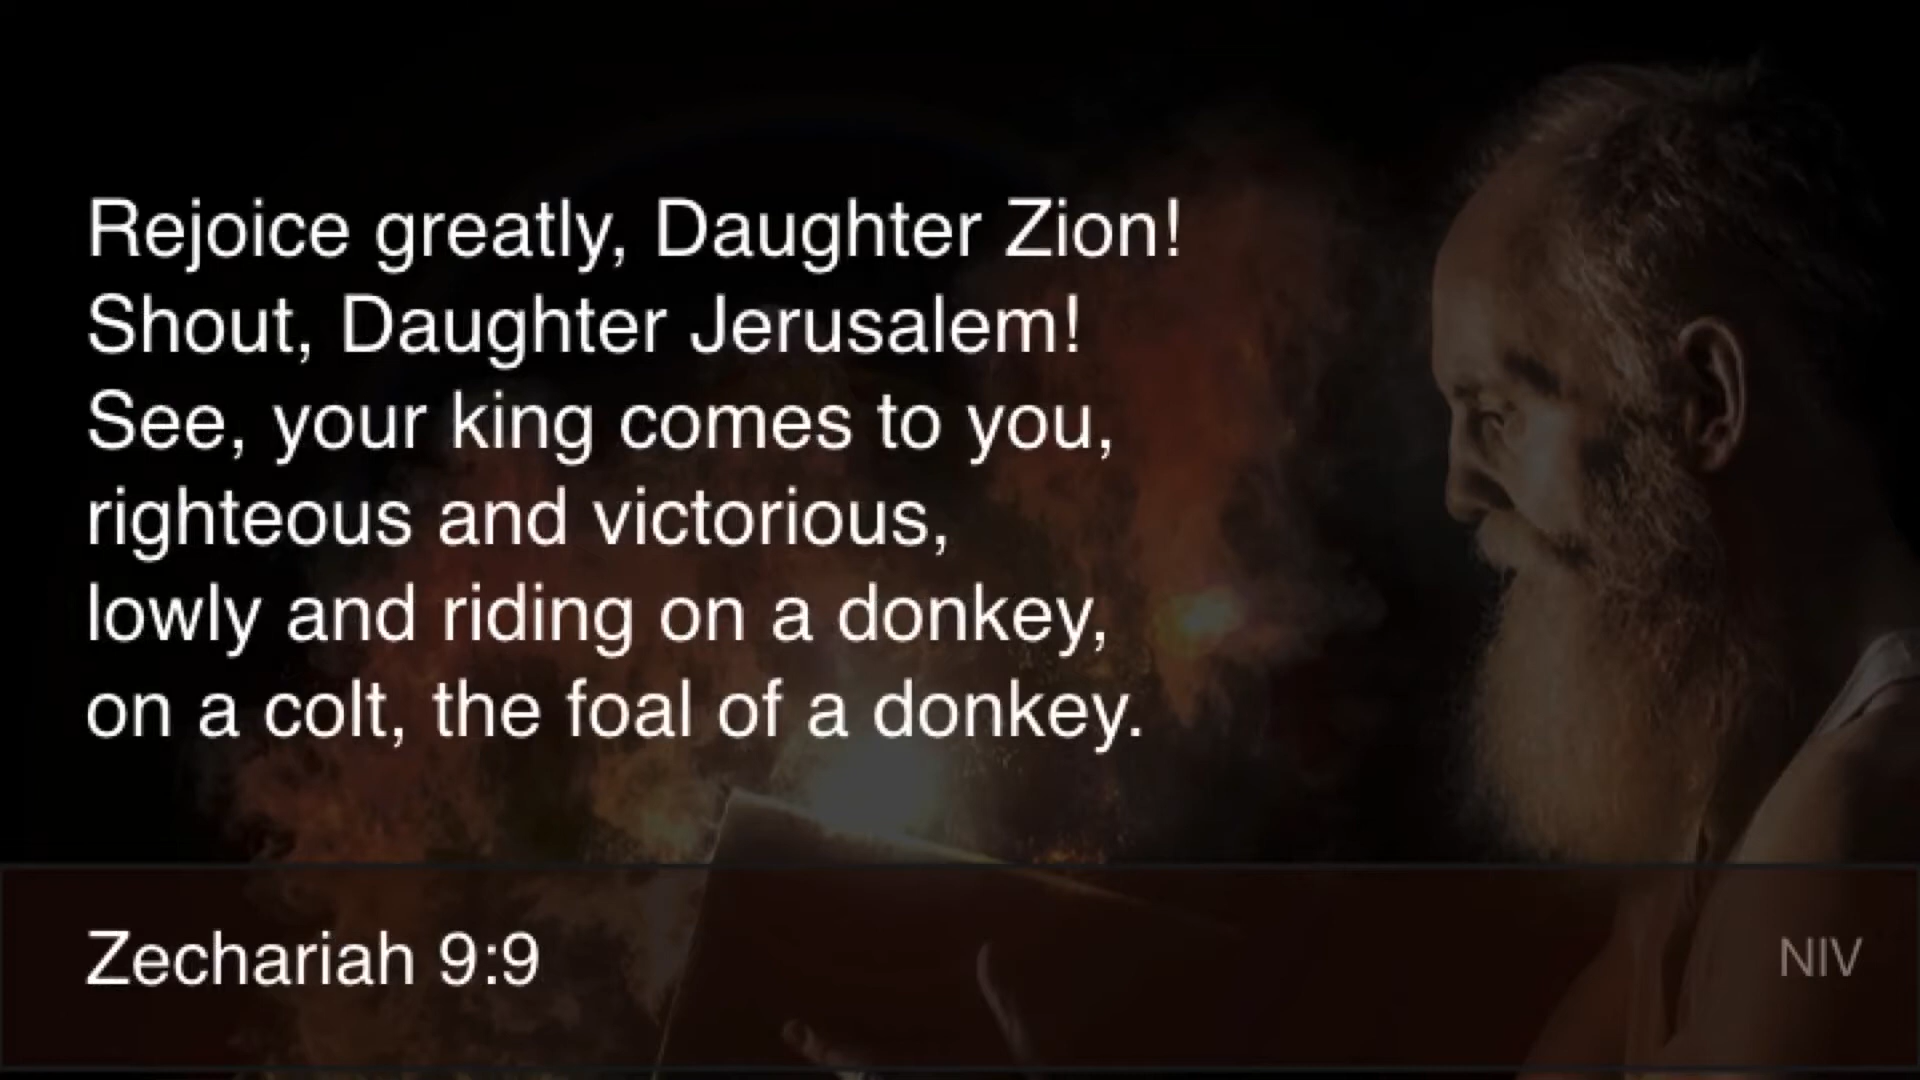 Rejoice greatly, Daughter Zion!
Shout, Daughter Jerusalem!
See, your king comes to you,
righteous and victorious,
lowly and riding on a donkey,
on a colt, the foal of a donkey.
Zechariah 9:9
NIV